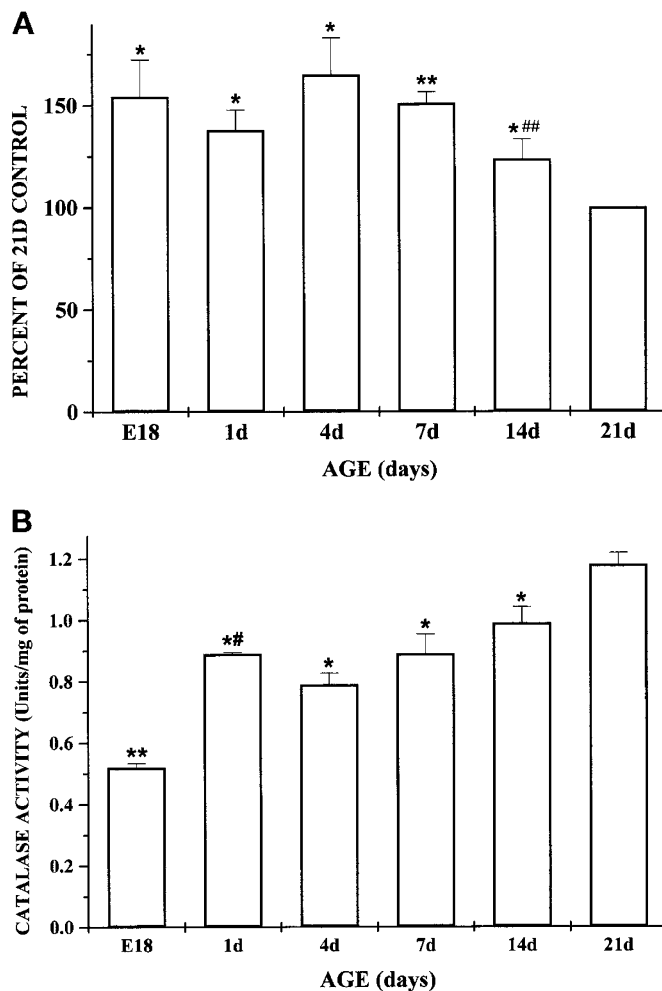 A
PERCENT OF 21D CONTROL
150
100
50
0
* * * ** *##
E18 1d 4d 7d 14d 21d
AGE (days)
B
CATALASE ACTIVITY (Units/mg of protein)
1.2
1.0
0.8
0.6
0.4
0.2
0.0
** *# * * *
E18 1d 4d 7d 14d 21d
AGE (days)